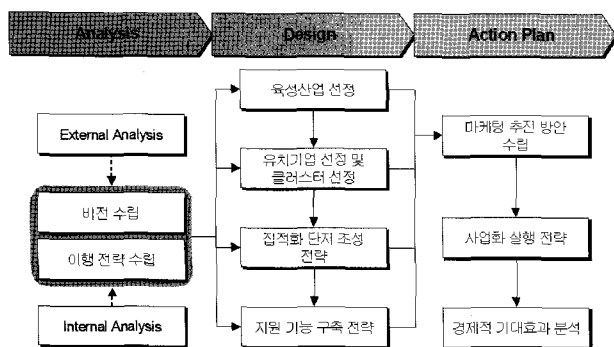 Analysis
Design
Action Plan
External Analysis
비전 수립
이행 전략 수립
Internal Analysis
육성산업 선정
유치기업 선정 및
클러스터 선정
집적화 단지 조성
전략
지원 기능 구축 전략
마케팅 추진 방안
수립
사업화 실행 전략
경제적 기대효과 분석